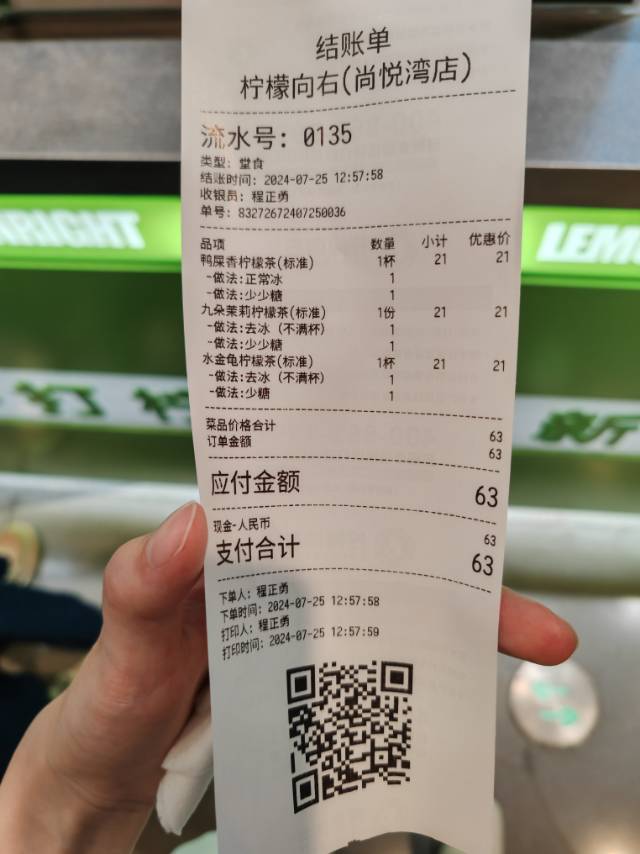 结账单
柠檬向右(尚悦湾店)
流水号: 0135
类型: 堂食
结账时间: 2024-07-25 12:57:58
收银员: 程正勇
单号: 83272672407250036
品项 数量 小计 优惠价
鸭屎香柠檬茶(标准) 1杯 21 21
-做法:正常冰 1
-做法:少少糖 1
九朵茉莉柠檬茶(标准) 1份 21 21
-做法:去冰（不满杯） 1
-做法:少少糖 1
水金龟柠檬茶(标准) 1杯 21 21
-做法:去冰（不满杯） 1
-做法:少糖 1
菜品价格合计 63
订单金额 63
应付金额 63
现金-人民币 63
支付合计 63
下单人: 程正勇
下单时间: 2024-07-25 12:57:58
打印人: 程正勇
打印时间: 2024-07-25 12:57:59
RIGHT
LEMO